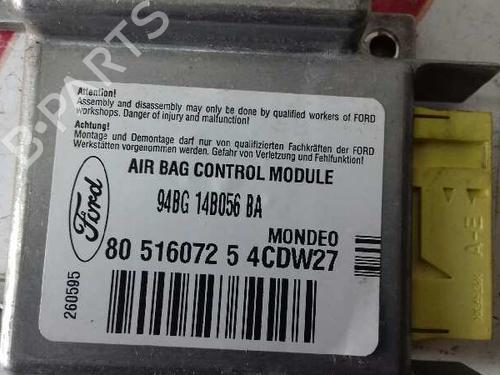 Attention!
Assembly and disassembly may only be done by qualified workers of FORD
workshops. Danger of injury and malfunction!
Achtung!
Montage und Demontage darf nur von qualifizierten Fachkräften der FORD
Werkstätten vorgenommen werden. Gefahr von Verletzung und Fehlfunktion!
Ford
AIR BAG CONTROL MODULE
94BG 14B056 BA
MONDEO
80 516072 5 4CDW27
260595
A-E
B-PARTS